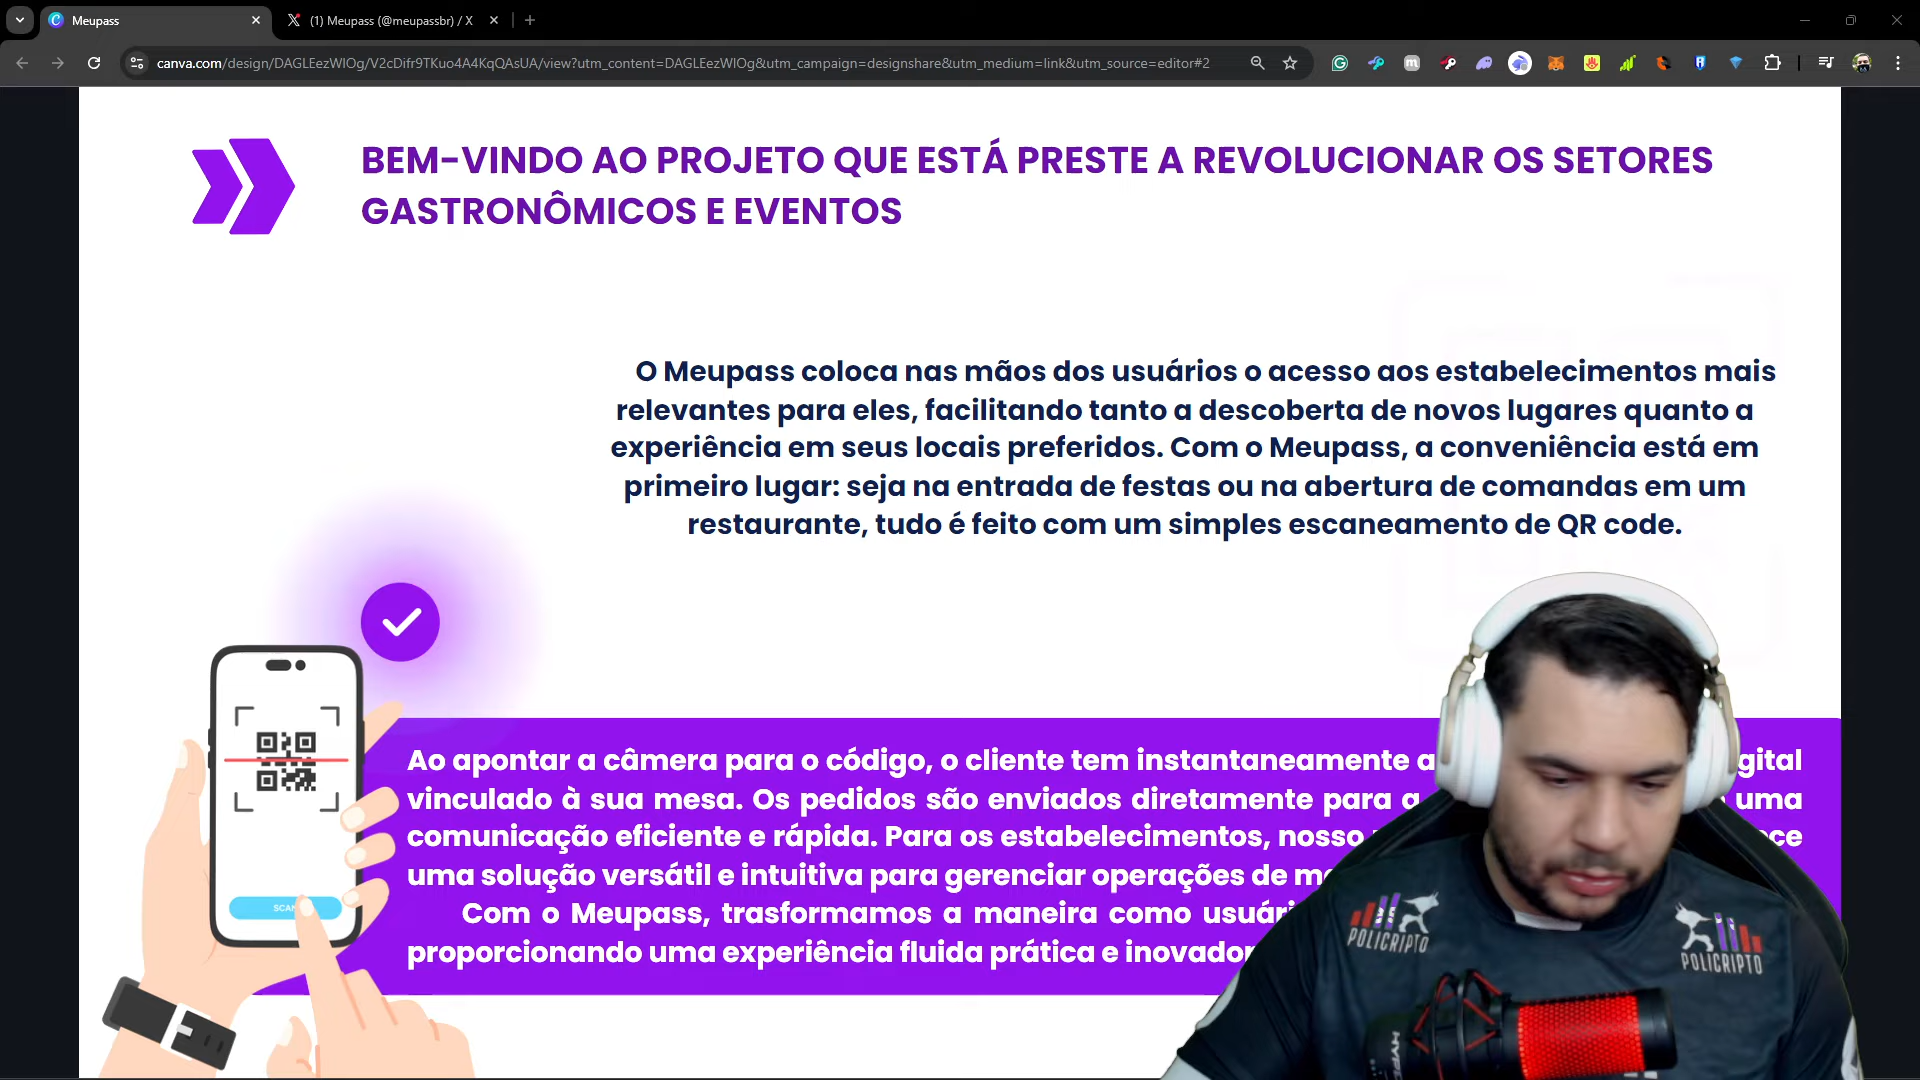 Meupass
(1) Meupass (@meupassbr) / X
canva.com/design/DAGLEezWIOg/V2cDifr9TKuo4A4KqQAsUA/view?utm_content=DAGLEezWIOg&utm_campaign=designshare&utm_medium=link&utm_source=editor#2
BEM-VINDO AO PROJETO QUE ESTÁ PRESTE A REVOLUCIONAR OS SETORES
GASTRONÔMICOS E EVENTOS
O Meupass coloca nas mãos dos usuários o acesso aos estabelecimentos mais
relevantes para eles, facilitando tanto a descoberta de novos lugares quanto a
experiência em seus locais preferidos. Com o Meupass, a conveniência está em
primeiro lugar: seja na entrada de festas ou na abertura de comandas em um
restaurante, tudo é feito com um simples escaneamento de QR code.
Ao apontar a câmera para o código, o cliente tem instantaneamente
vinculado à sua mesa. Os pedidos são enviados diretamente para a uma
comunicação eficiente e rápida. Para os estabelecimentos, nosso
uma solução versátil e intuitiva para gerenciar operações de
Com o Meupass, trasformamos a maneira como
proporcionando uma experiência fluida prática e
POLICRIPTO
POLICRIPTO